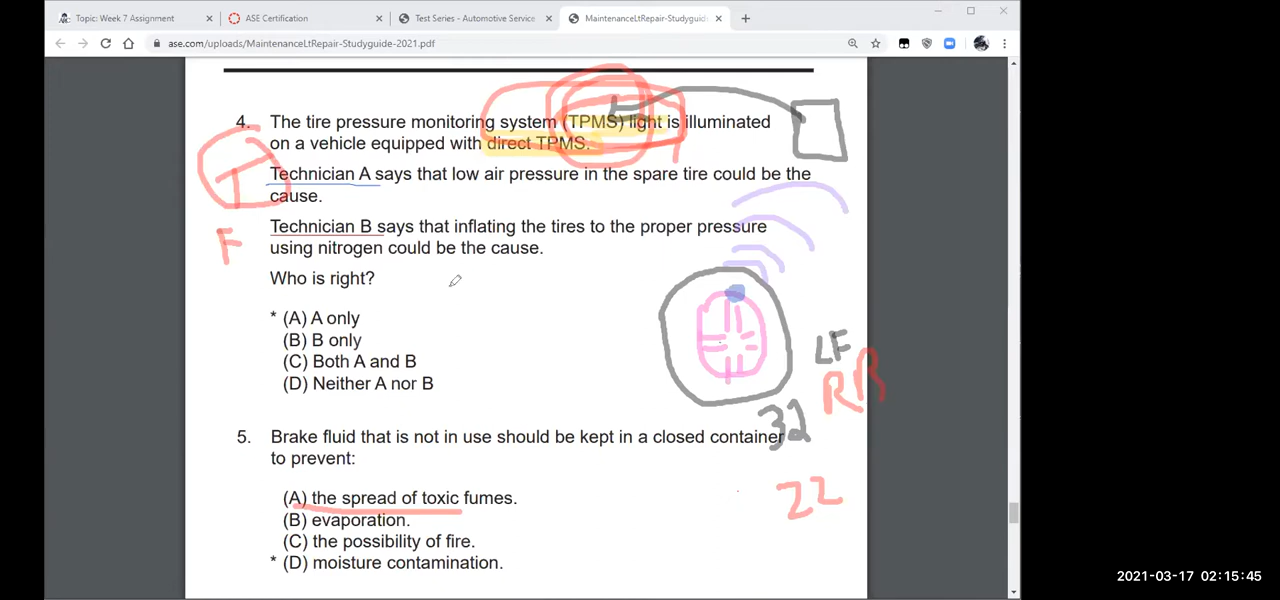 Topic: Week 7 Assignment
ASE Certification
Test Series - Automotive Service
MaintenanceLtRepair-Studyguid
ase.com/uploads/MaintenanceLtRepair-Studyguide-2021.pdf
4. The tire pressure monitoring system (TPMS) light is illuminated
on a vehicle equipped with direct TPMS.
Technician A says that low air pressure in the spare tire could be the
cause.
Technician B says that inflating the tires to the proper pressure
using nitrogen could be the cause.
Who is right?
* (A) A only
(B) B only
(C) Both A and B
(D) Neither A nor B
F
LF
RR
32
22
5. Brake fluid that is not in use should be kept in a closed container
to prevent:
(A) the spread of toxic fumes.
(B) evaporation.
(C) the possibility of fire.
* (D) moisture contamination.
2021-03-17 02:15:45